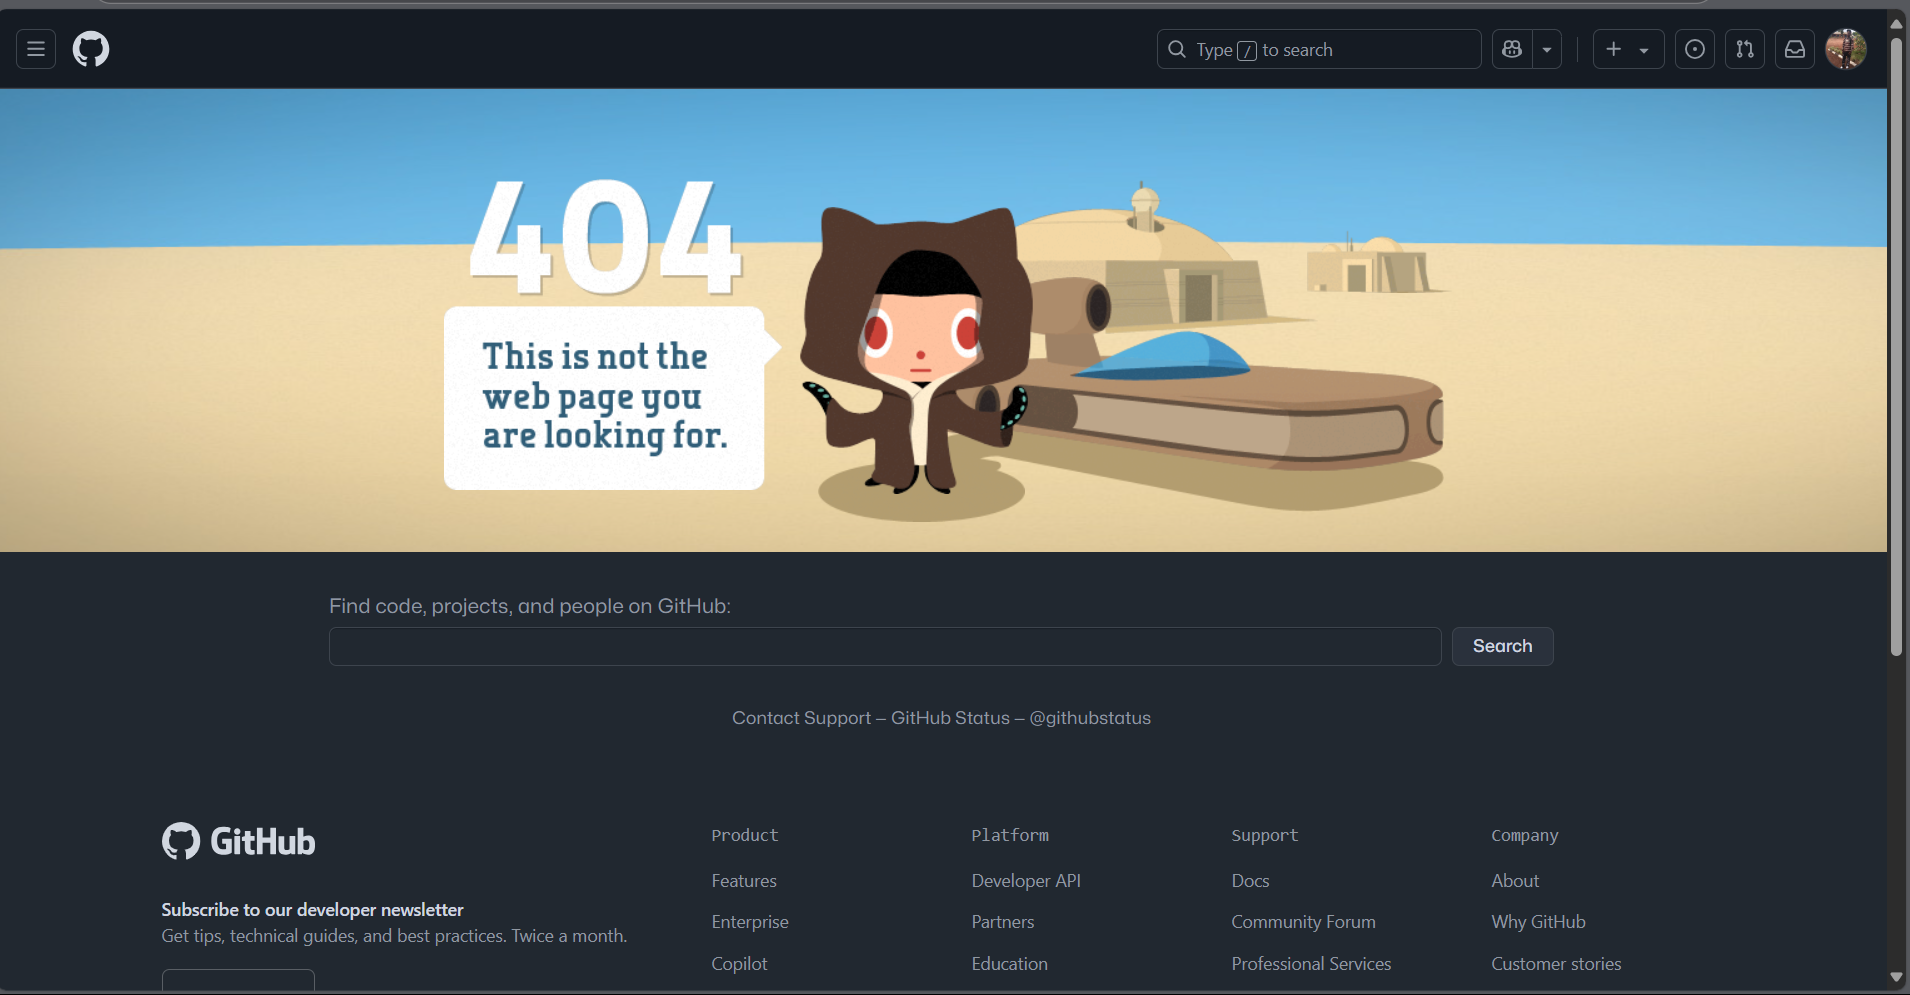 Type / to search
404
This is not the
web page you
are looking for.
Find code, projects, and people on GitHub:
Search
Contact Support — GitHub Status — @githubstatus
GitHub
Subscribe to our developer newsletter
Get tips, technical guides, and best practices. Twice a month.
Product
Features
Enterprise
Copilot
Platform
Developer API
Partners
Education
Support
Docs
Community Forum
Professional Services
Company
About
Why GitHub
Customer stories